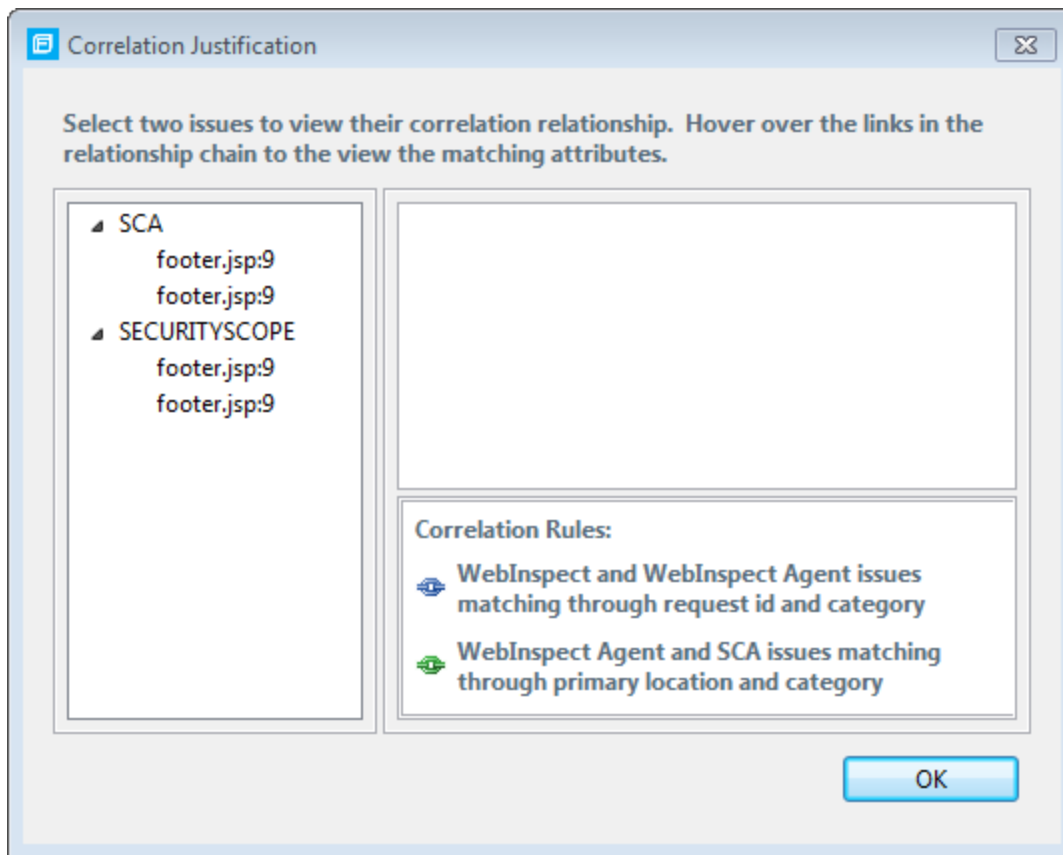 Correlation Justification
Select two issues to view their correlation relationship.  Hover over the links in the
relationship chain to the view the matching attributes.
SCA
footer.jsp:9
footer.jsp:9
SECURITYSCOPE
footer.jsp:9
footer.jsp:9
Correlation Rules:
WebInspect and WebInspect Agent issues
matching through request id and category
WebInspect Agent and SCA issues matching
through primary location and category
OK